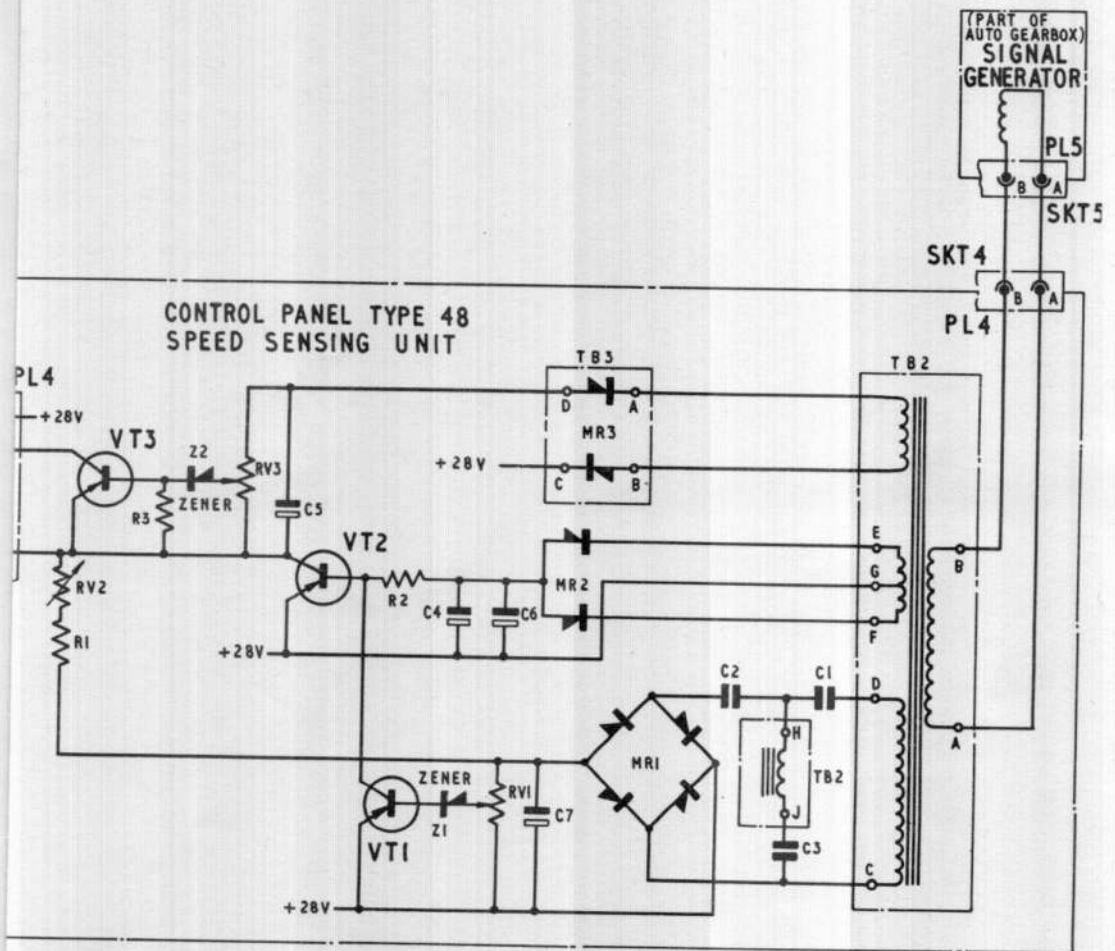 (PART OF
AUTO GEARBOX)
SIGNAL
GENERATOR
PL5
B
A
SKT5
SKT4
B
A
PL4
CONTROL PANEL TYPE 48
SPEED SENSING UNIT
TB3
TB2
PL4
+28V
VT3
Z2
ZENER
RV3
R3
C5
D
A
MR3
+28V
C
B
VT2
R2
C4
C6
MR2
E
G
F
B
A
RV2
R1
+28V
C2
C1
D
H
TB2
J
C3
C
MR1
ZENER
Z1
RV1
C7
VT1
+28V